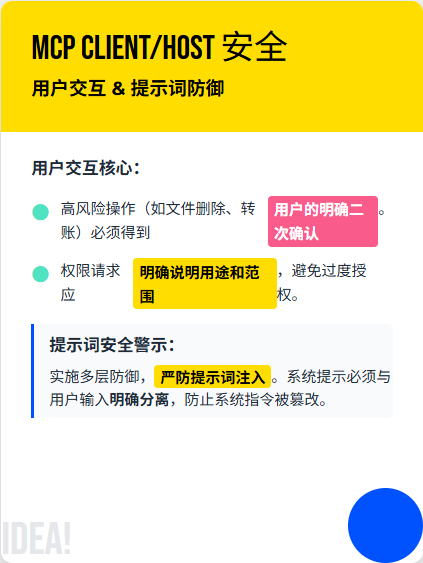 MCP CLIENT/HOST 安全
用户交互 & 提示词防御
用户交互核心：
高风险操作（如文件删除、转账）必须得到 用户的明确二次确认 。
权限请求应 明确说明用途和范围 ，避免过度授权。
提示词安全警示：
实施多层防御，严防提示词注入。系统提示必须与
用户输入明确分离，防止系统指令被篡改。
IDEA!